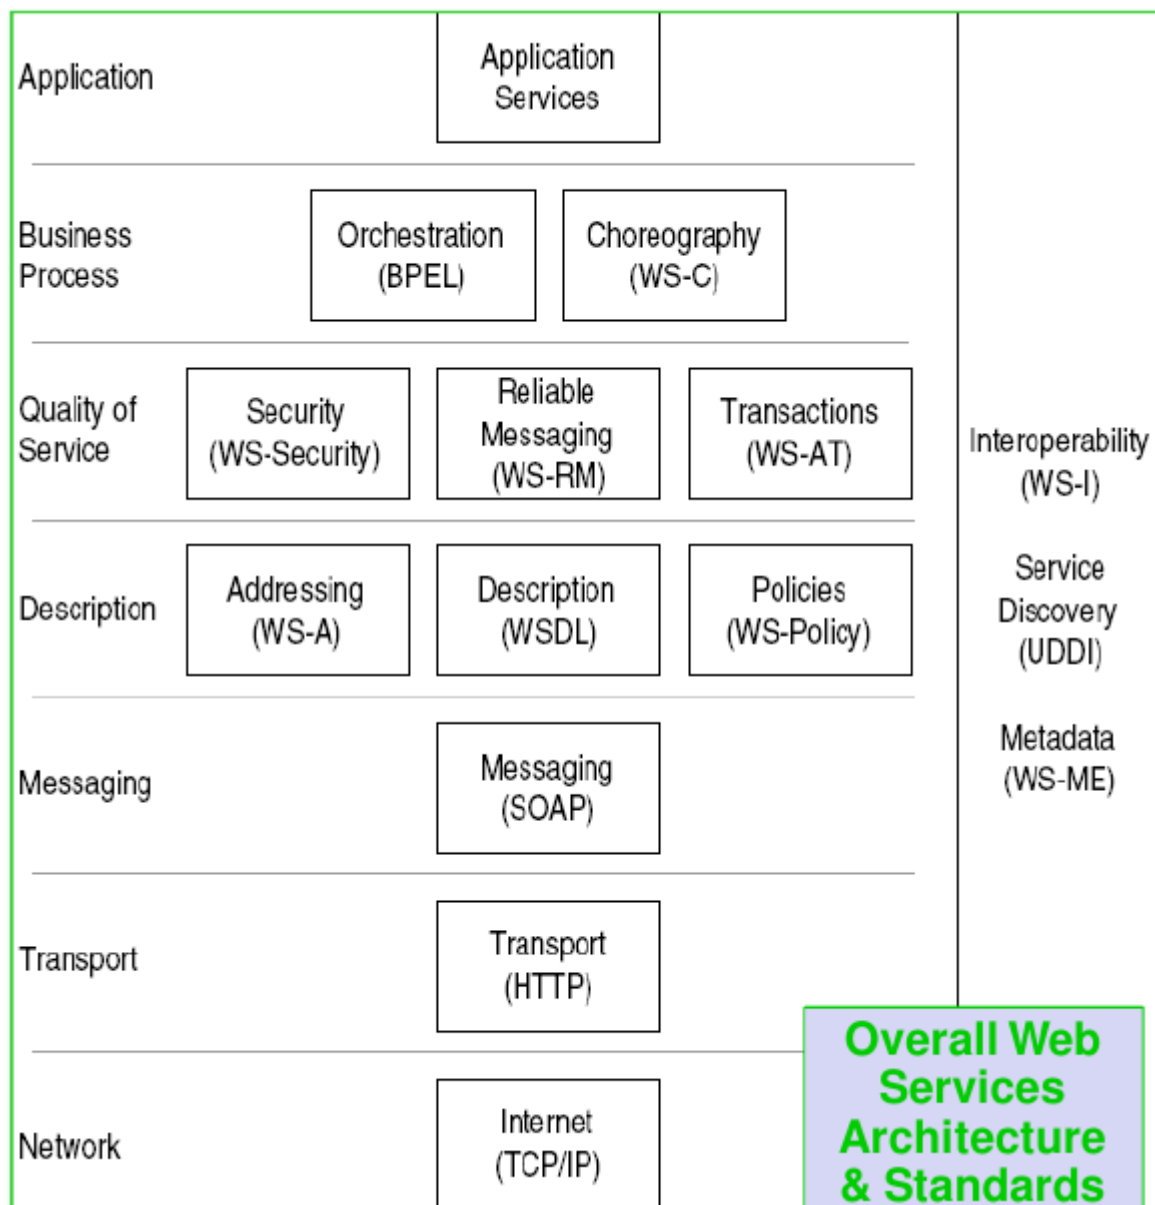 Application
Application
Services
Business
Process
Orchestration
(BPEL)
Choreography
(WS-C)
Quality of
Service
Security
(WS-Security)
Reliable
Messaging
(WS-RM)
Transactions
(WS-AT)
Description
Addressing
(WS-A)
Description
(WSDL)
Policies
(WS-Policy)
Messaging
Messaging
(SOAP)
Transport
Transport
(HTTP)
Network
Internet
(TCP/IP)
Interoperability
(WS-I)
Service
Discovery
(UDDI)
Metadata
(WS-ME)
Overall Web
Services
Architecture
& Standards